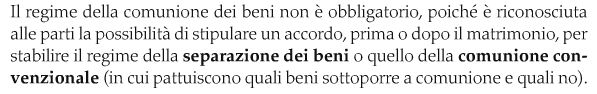 Il regime della comunione dei beni non è obbligatorio, poiché è riconosciuta
alle parti la possibilità di stipulare un accordo, prima o dopo il matrimonio, per
stabilire il regime della separazione dei beni o quello della comunione con-
venzionale (in cui pattuiscono quali beni sottoporre a comunione e quali no).